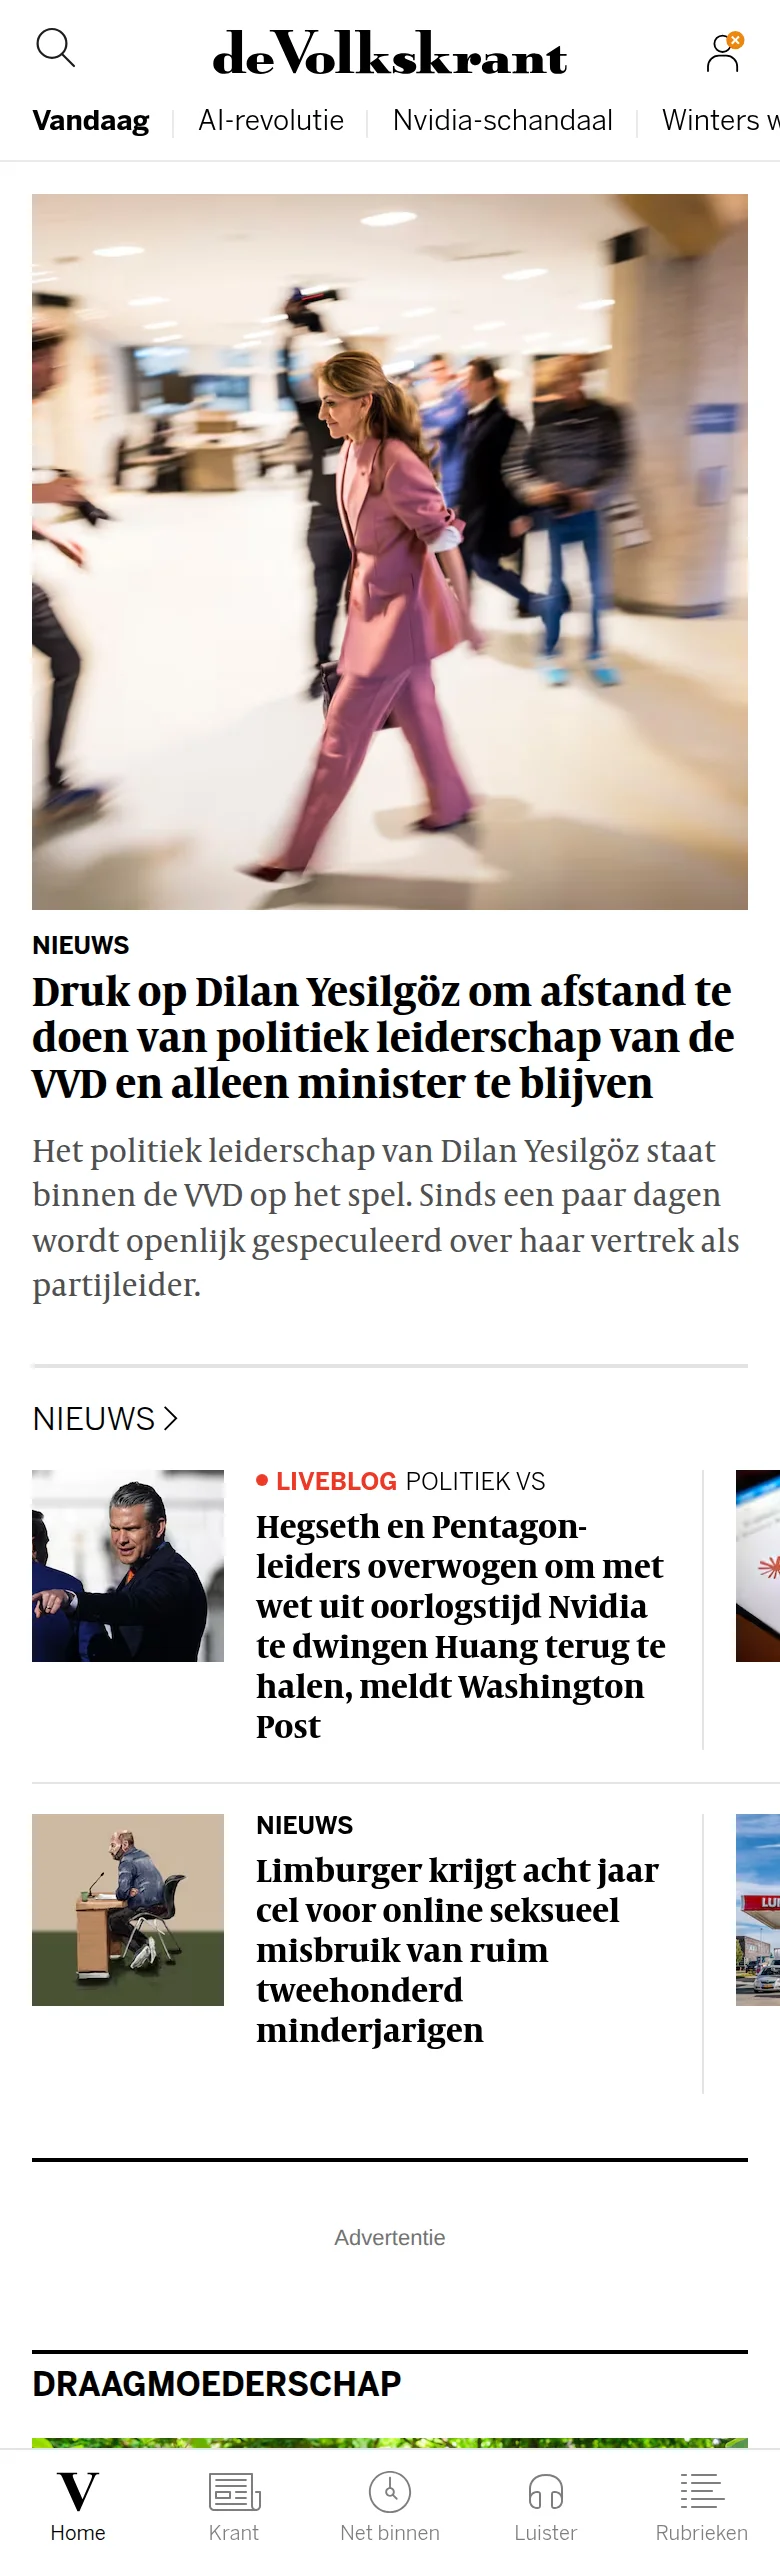 deVolkskrant
Vandaag
AI-revolutie
Nvidia-schandaal
Winters w
NIEUWS
Druk op Dilan Yesilgöz om afstand te
doen van politiek leiderschap van de
VVD en alleen minister te blijven
Het politiek leiderschap van Dilan Yesilgöz staat
binnen de VVD op het spel. Sinds een paar dagen
wordt openlijk gespeculeerd over haar vertrek als
partijleider.
NIEUWS
LIVEBLOG POLITIEK VS
Hegseth en Pentagon-
leiders overwogen om met
wet uit oorlogstijd Nvidia
te dwingen Huang terug te
halen, meldt Washington
Post
NIEUWS
Limburger krijgt acht jaar
cel voor online seksueel
misbruik van ruim
tweehonderd
minderjarigen
LU
Advertentie
DRAAGMOEDERSCHAP
Home
Krant
Net binnen
Luister
Rubrieken